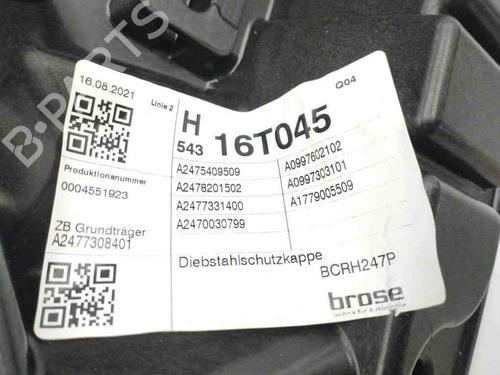 16.08.2021
Linie 2
Q04
H
543
16T045
Produktionsnummer
0004551923
A2475409509
A2478201502
A2477331400
A2470030799
A0997602102
A0997303101
A1779005509
ZB Grundträger
A2477308401
Diebstahlschutzkappe
BCRH247P
brose
B-PARTS